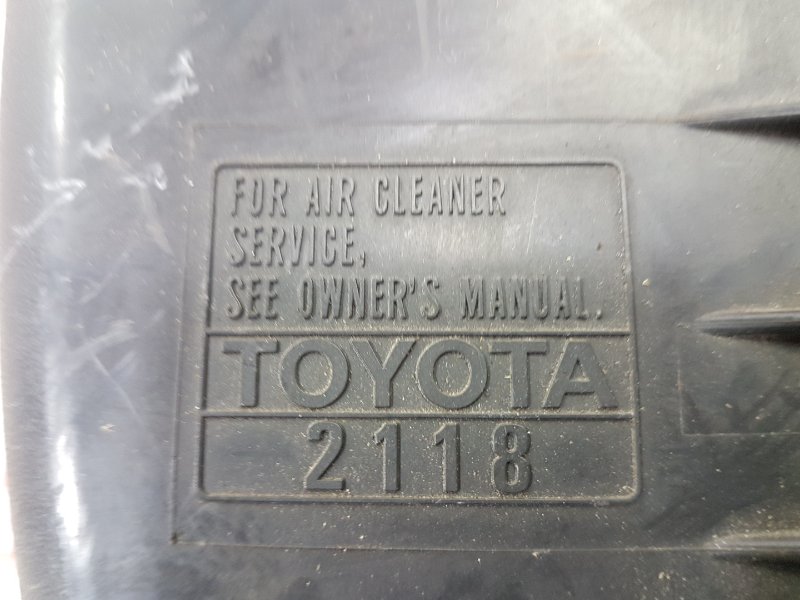 FOR AIR CLEANER
SERVICE,
SEE OWNER'S MANUAL.
TOYOTA
2118